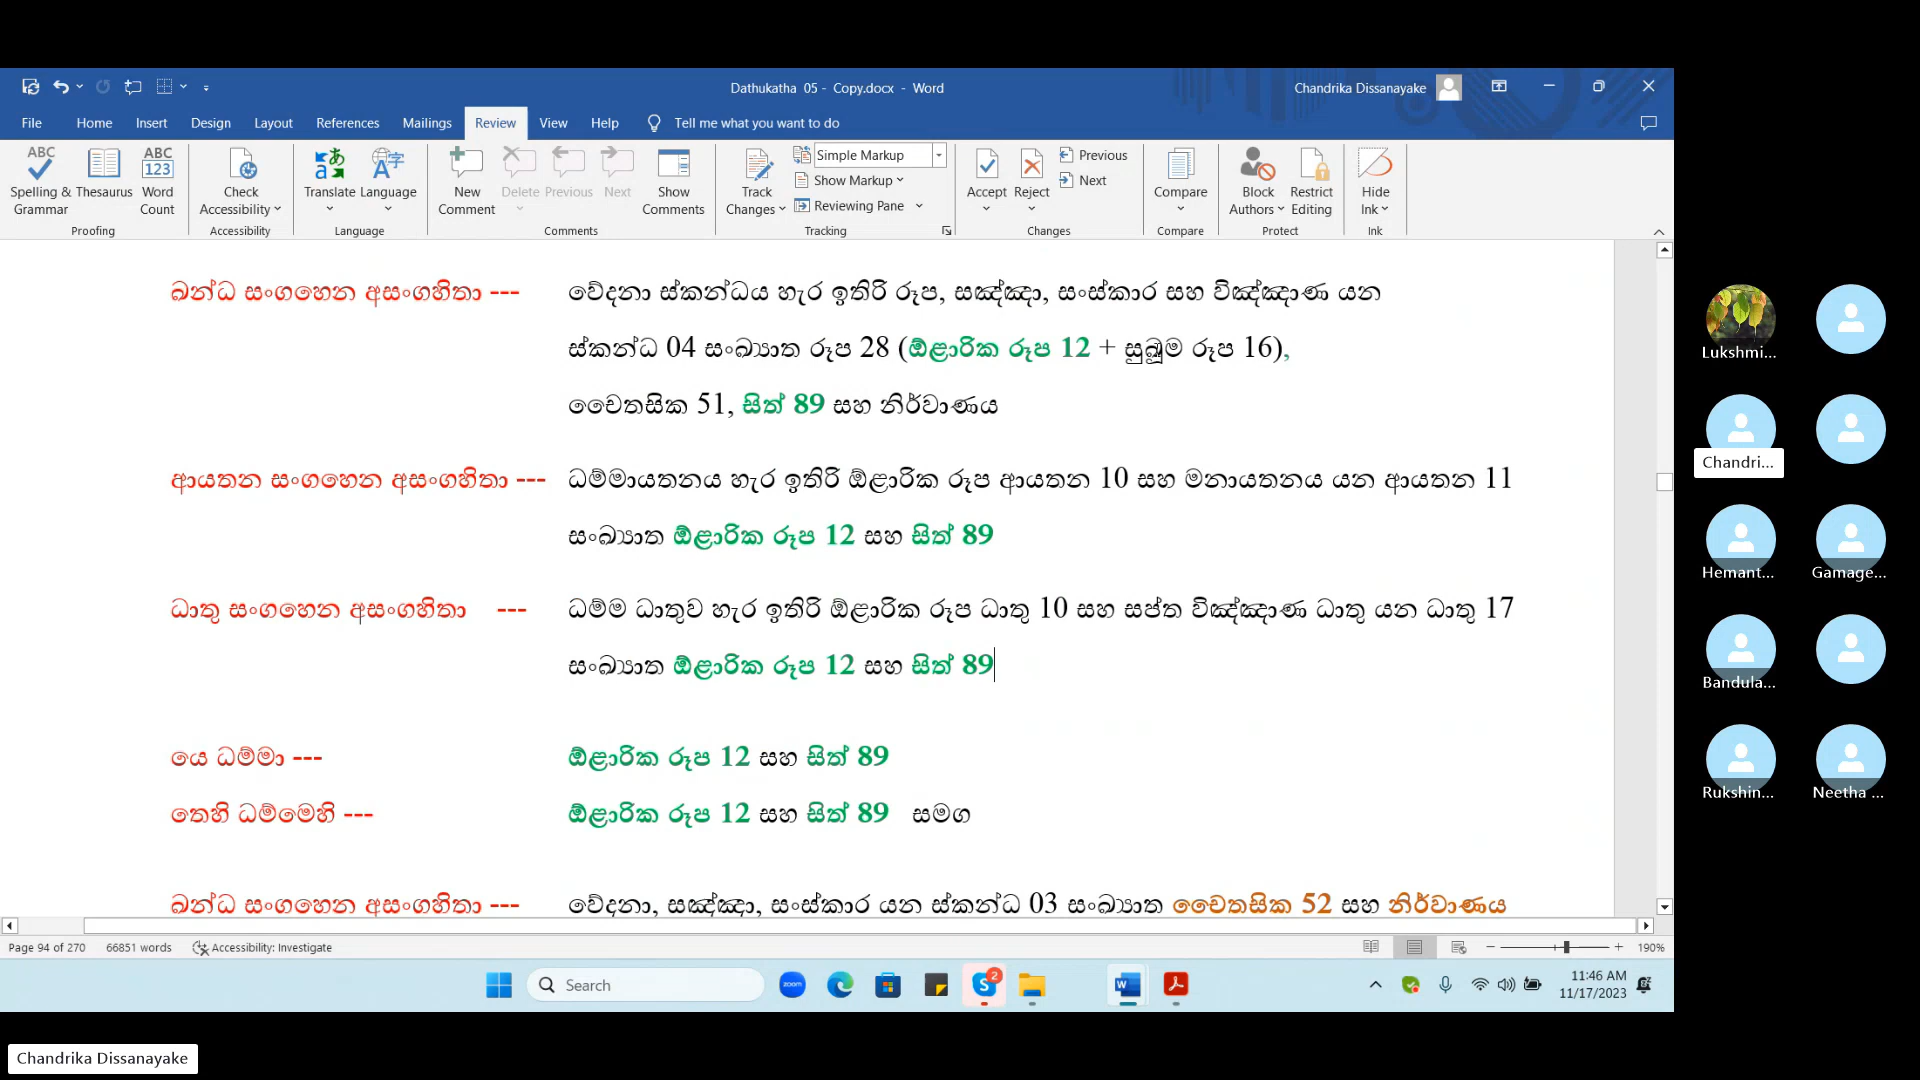 Dathukatha 05 - Copy.docx - Word
Chandrika Dissanayake
File Home Insert Design Layout References Mailings Review View Help Tell me what you want to do
ABC Spelling & Grammar
Thesaurus
ABC 123 Word Count
Check Accessibility
Translate
Language
New Comment
Delete
Previous
Next
Show Comments
Track Changes
Simple Markup
Show Markup
Reviewing Pane
Accept
Reject
Previous
Next
Compare
Block Authors
Restrict Editing
Hide Ink
Proofing Accessibility Language Comments Tracking Changes Compare Protect Ink
ඛන්ධ සංගහෙන අසංගහිතා --- වේදනා ස්කන්ධය හැර ඉතිරි රූප, සඤ්ඤා, සංස්කාර සහ විඤ්ඤාණ යන
ස්කන්ධ 04 සංඛ්‍යාත රූප 28 (ඕළාරික රූප 12 + සුඛුම රූප 16),
චෛතසික 51, සිත් 89 සහ නිර්වාණය
ආයතන සංගහෙන අසංගහිතා --- ධම්මායතනය හැර ඉතිරි ඕළාරික රූප ආයතන 10 සහ මනායතනය යන ආයතන 11
සංඛ්‍යාත ඕළාරික රූප 12 සහ සිත් 89
ධාතු සංගහෙන අසංගහිතා --- ධම්ම ධාතුව හැර ඉතිරි ඕළාරික රූප ධාතු 10 සහ සප්ත විඤ්ඤාණ ධාතු යන ධාතු 17
සංඛ්‍යාත ඕළාරික රූප 12 සහ සිත් 89
යෙ ධම්මා --- ඕළාරික රූප 12 සහ සිත් 89
තෙහි ධම්මෙහි --- ඕළාරික රූප 12 සහ සිත් 89 සමග
ඛන්ධ සංගහෙන අසංගහිතා --- වේදනා, සඤ්ඤා, සංස්කාර යන ස්කන්ධ 03 සංඛ්‍යාත චෛතසික 52 සහ නිර්වාණය
Page 94 of 270 66851 words Accessibility: Investigate 190%
Search
zoom
2
11:46 AM
11/17/2023
Lukshmi...
Chandri...
Hemant...
Gamage...
Bandula...
Rukshin...
Neetha ...
Chandrika Dissanayake